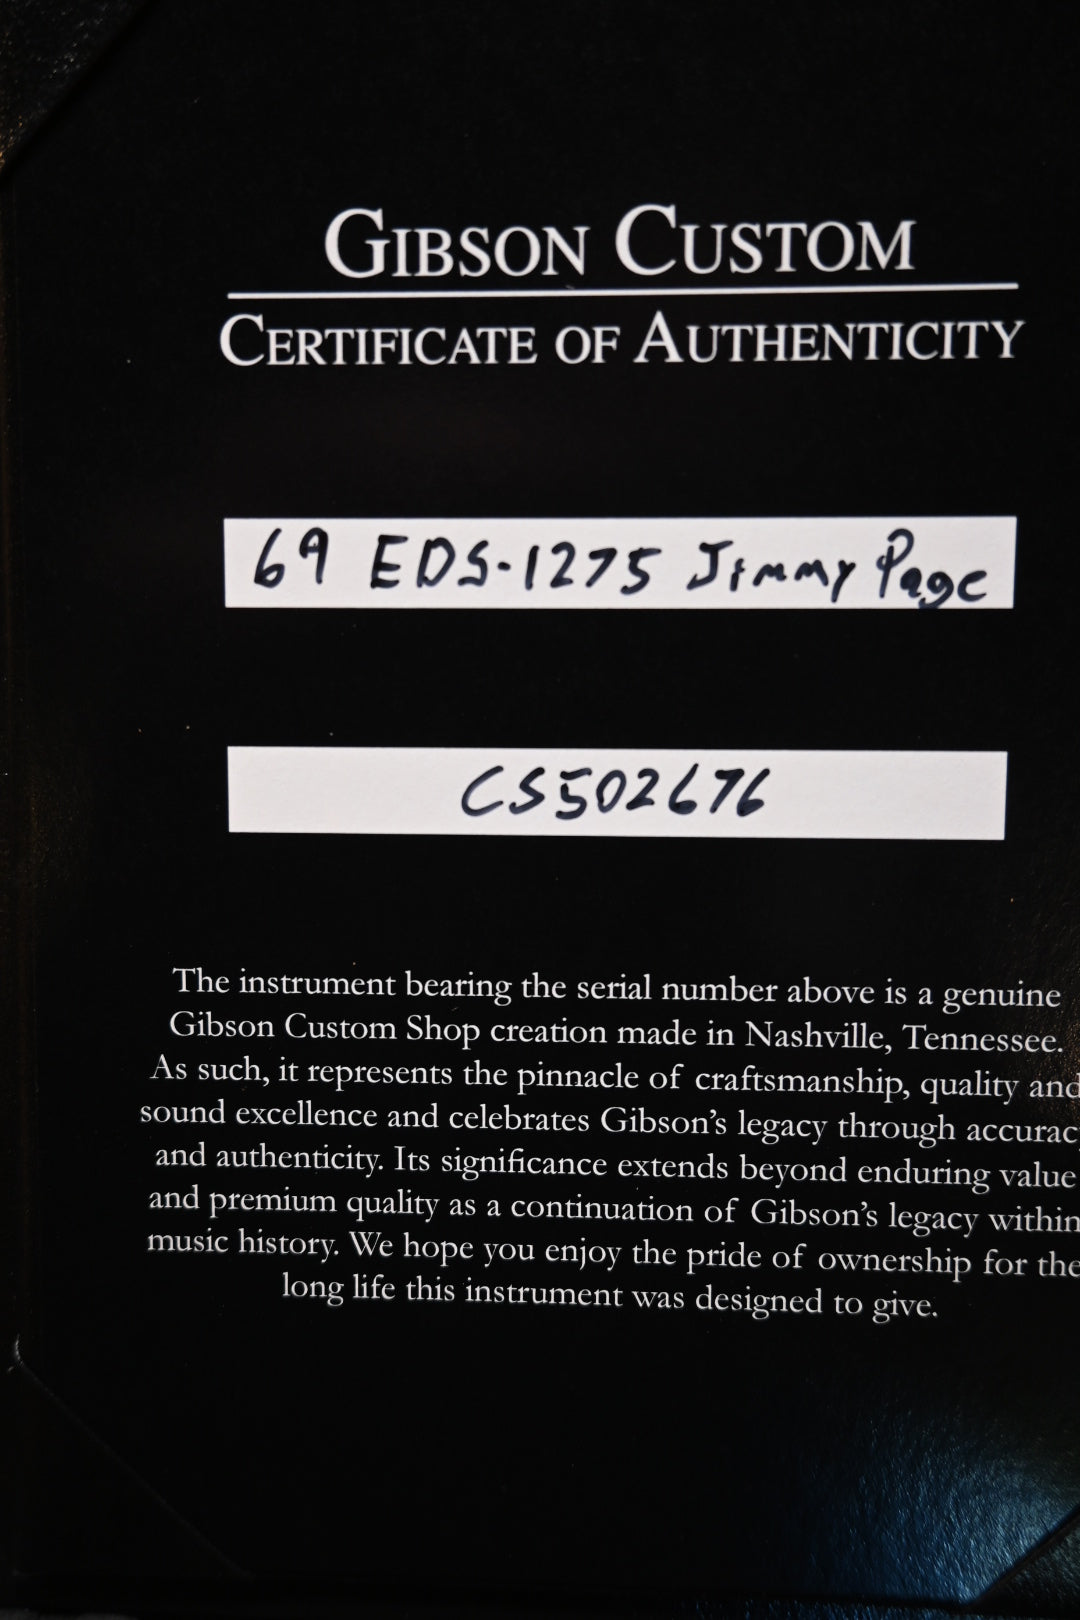 GIBSON CUSTOM
CERTIFICATE OF AUTHENTICITY
69 EDS-1275 Jimmy Page
CS502676
The instrument bearing the serial number above is a genuine
Gibson Custom Shop creation made in Nashville, Tennessee.
As such, it represents the pinnacle of craftsmanship, quality and
sound excellence and celebrates Gibson's legacy through accurac
and authenticity. Its significance extends beyond enduring value
and premium quality as a continuation of Gibson's legacy within
music history. We hope you enjoy the pride of ownership for the
long life this instrument was designed to give.